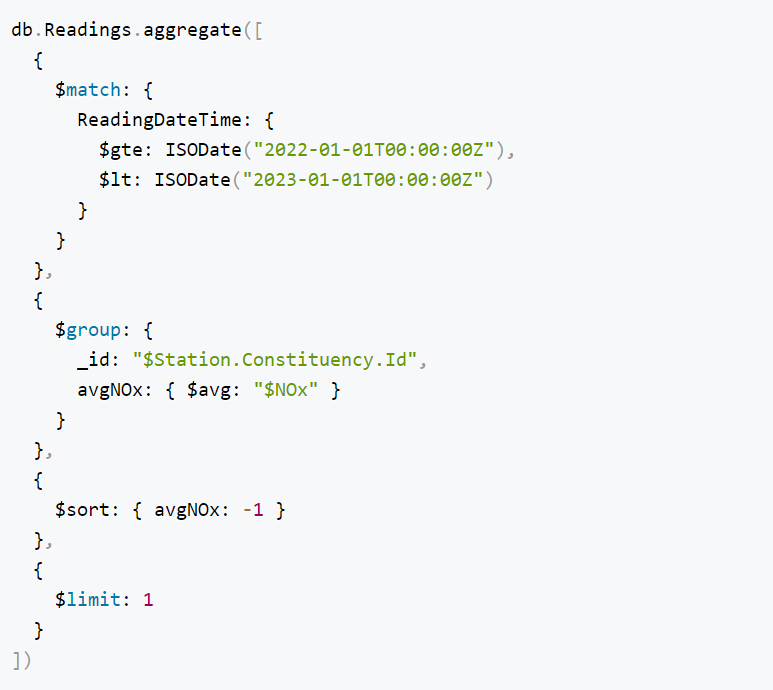 db.Readings.aggregate([
  {
    $match: {
      ReadingDateTime: {
        $gte: ISODate("2022-01-01T00:00:00Z"),
        $lt: ISODate("2023-01-01T00:00:00Z")
      }
    }
  },
  {
    $group: {
      _id: "$Station.Constituency.Id",
      avgNOx: { $avg: "$NOx" }
    }
  },
  {
    $sort: { avgNOx: -1 }
  },
  {
    $limit: 1
  }
])